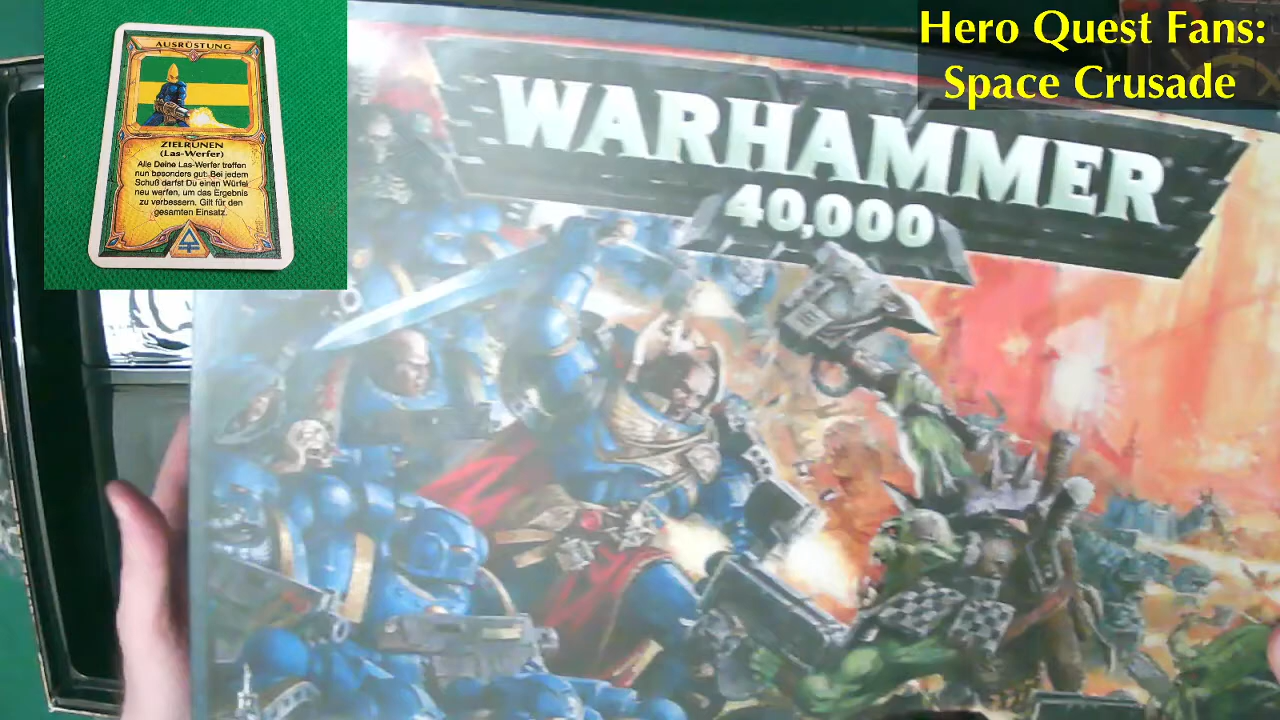 Hero Quest Fans:
Space Crusade
WARHAMMER
40,000
AUSRÜSTUNG
ZIELRUNEN
(Las-Werfer)
Alle Deine Las-Werfer treffen
nun besonders gut. Bei jedem
Schuß darfst Du einen Würfel
neu werfen, um das Ergebnis
zu verbessern. Gilt für den
gesamten Einsatz.